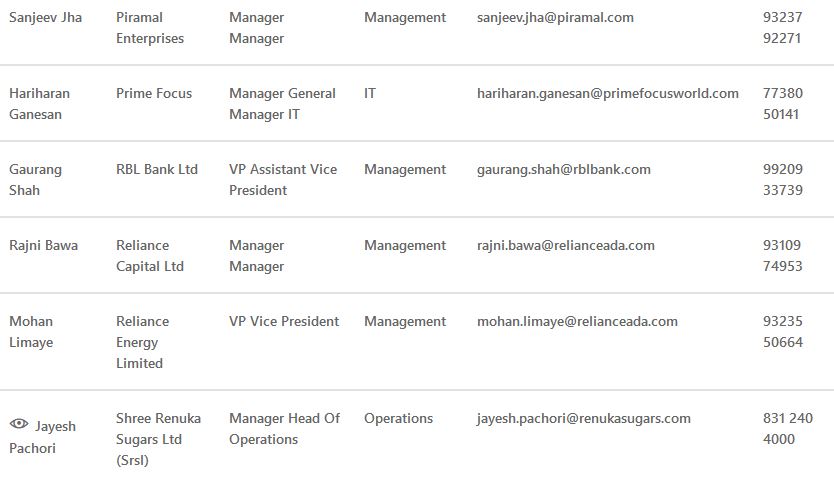 Sanjeev Jha Piramal Manager Management sanjeev.jha@piramal.com 93237
Enterprises Manager 92271
Hariharan Prime Focus Manager General IT hariharan.ganesan@primefocusworld.com 77380
Ganesan Manager IT 50141
Gaurang RBL Bank Ltd VP Assistant Vice Management gaurang.shah@rblbank.com 99209
Shah President 33739
Rajni Bawa Reliance Manager Management rajni.bawa@relianceada.com 93109
Capital Ltd Manager 74953
Mohan Reliance VP Vice President Management mohan.limaye@relianceada.com 93235
Limaye Energy 50664
Limited
Jayesh Shree Renuka Manager Head Of Operations jayesh.pachori@renukasugars.com 831 240
Pachori Sugars Ltd Operations 4000
(Srsl)